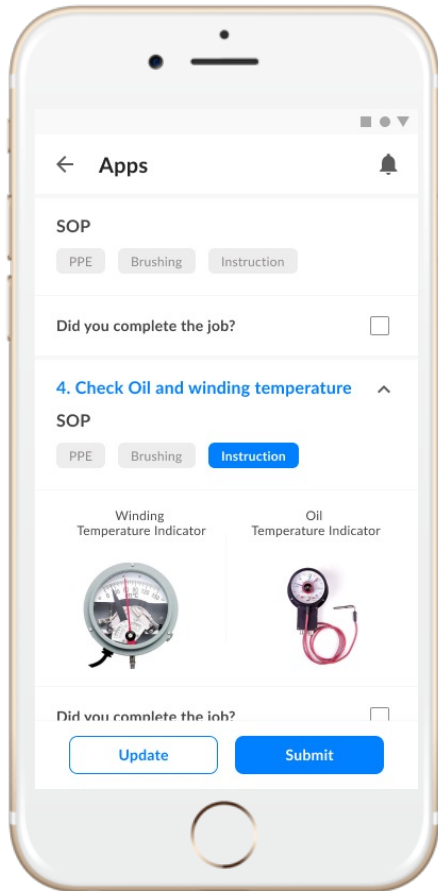 Apps
SOP
PPE Brushing Instruction
Did you complete the job?
4. Check Oil and winding temperature
SOP
PPE Brushing Instruction
Winding
Temperature Indicator
Oil
Temperature Indicator
Did you complete the job?
Update Submit